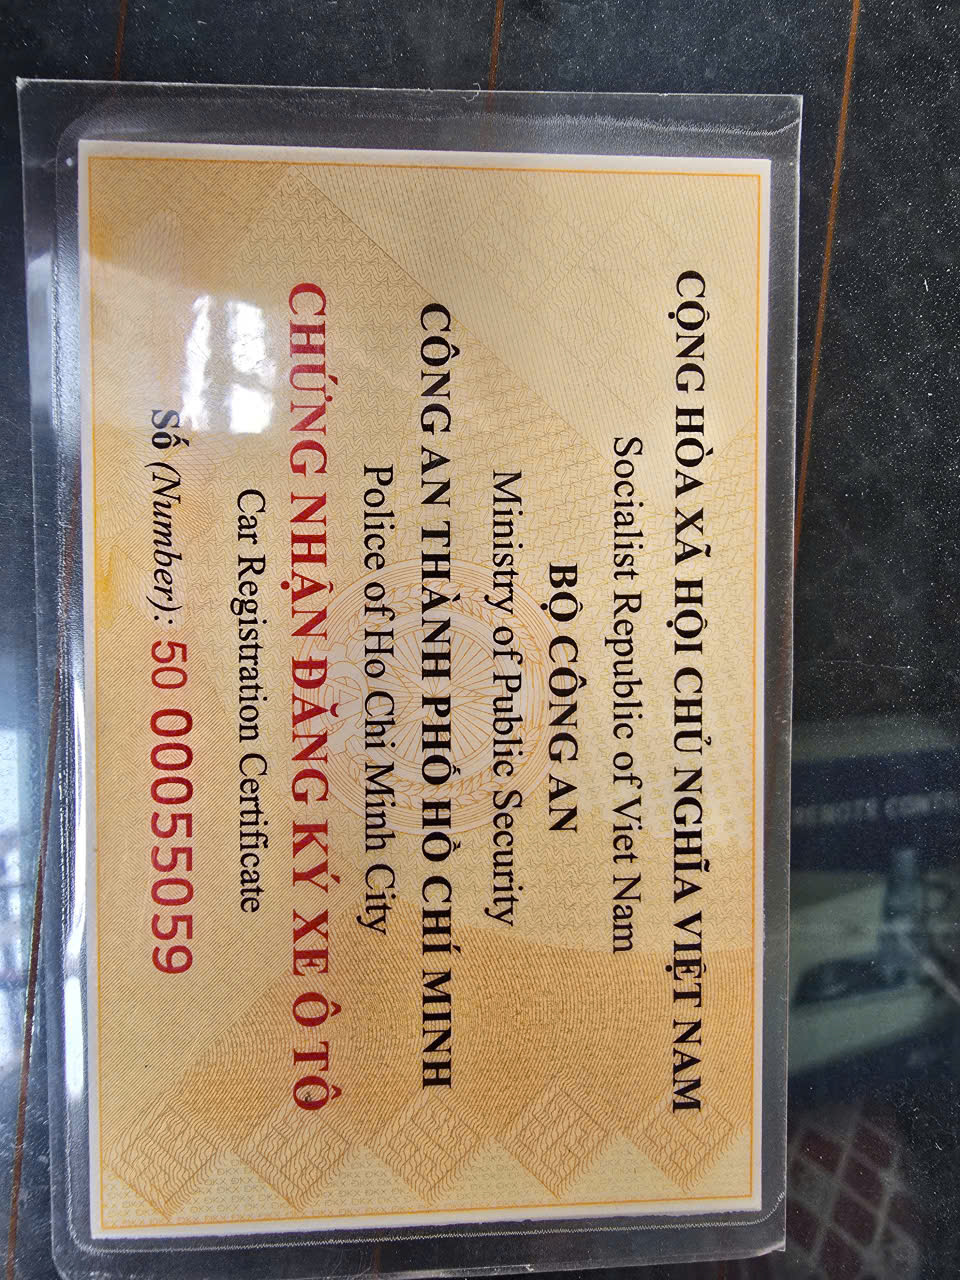 CỘNG HÒA XÃ HỘI CHỦ NGHĨA VIỆT NAM
Socialist Republic of Viet Nam
BỘ CÔNG AN
Ministry of Public Security
CÔNG AN THÀNH PHỐ HỒ CHÍ MINH
Police of Ho Chi Minh City
CHỨNG NHẬN ĐĂNG KÝ XE Ô TÔ
Car Registration Certificate
Số (Number): 50 00055059